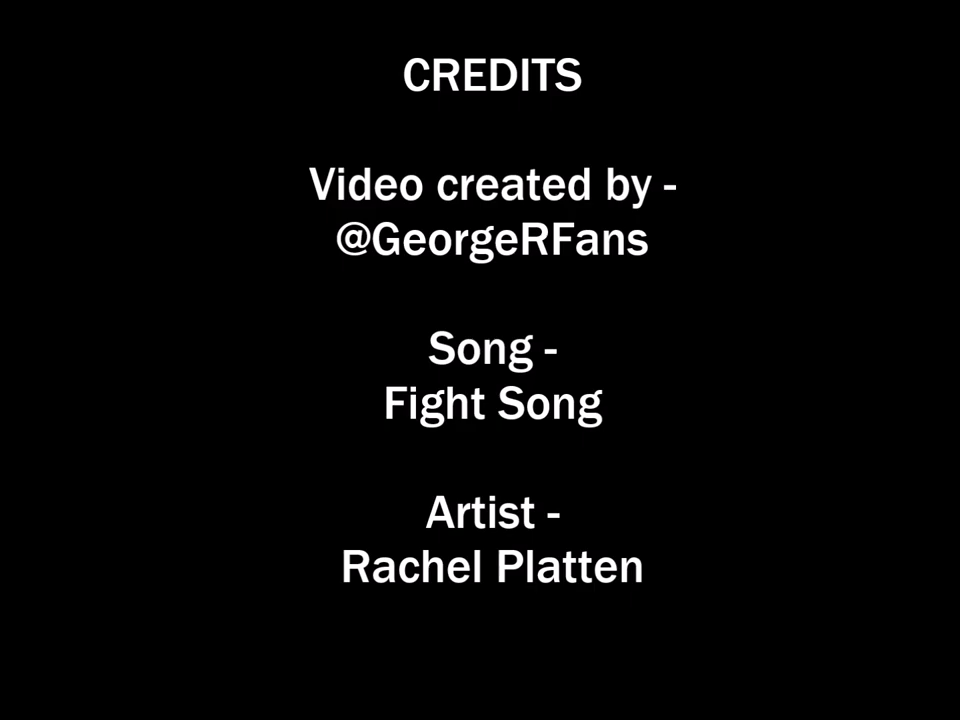 CREDITS
Video created by -
@GeorgeRFans
Song -
Fight Song
Artist -
Rachel Platten